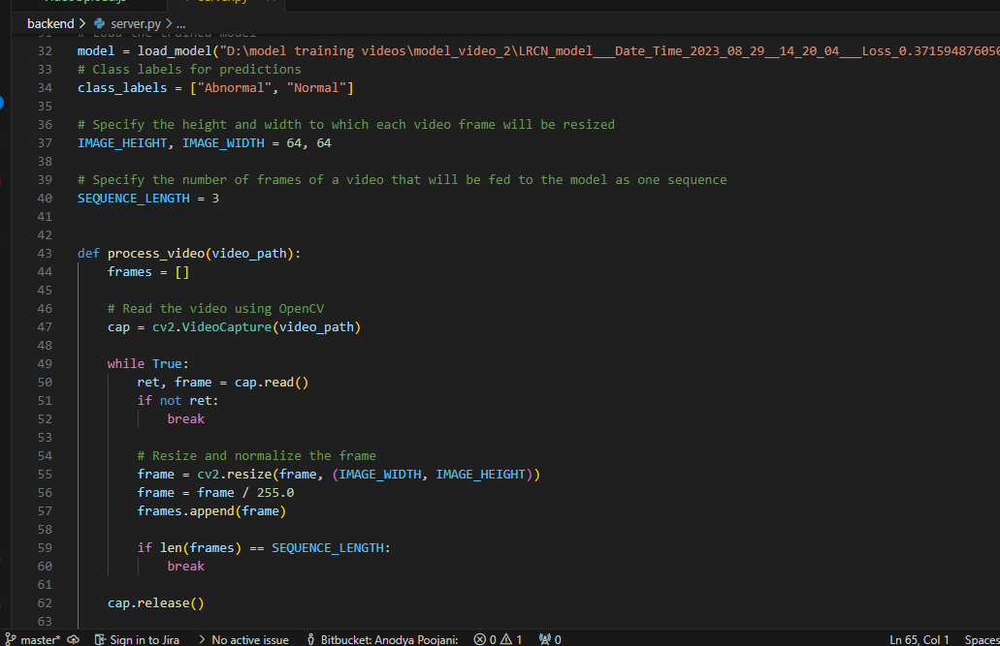 backend > server.py > ...
32 model = load_model("D:\model training videos\model_video_2\LRCN_model___Date_Time_2023_08_29__14_20_04___Loss_0.37159487605
33 # Class labels for predictions
34 class_labels = ["Abnormal", "Normal"]
35
36 # Specify the height and width to which each video frame will be resized
37 IMAGE_HEIGHT, IMAGE_WIDTH = 64, 64
38
39 # Specify the number of frames of a video that will be fed to the model as one sequence
40 SEQUENCE_LENGTH = 3
41
42
43 def process_video(video_path):
44     frames = []
45
46     # Read the video using OpenCV
47     cap = cv2.VideoCapture(video_path)
48
49     while True:
50         ret, frame = cap.read()
51         if not ret:
52             break
53
54         # Resize and normalize the frame
55         frame = cv2.resize(frame, (IMAGE_WIDTH, IMAGE_HEIGHT))
56         frame = frame / 255.0
57         frames.append(frame)
58
59         if len(frames) == SEQUENCE_LENGTH:
60             break
61
62     cap.release()
63
master* Sign in to Jira > No active issue Bitbucket: Anodya Poojani: 0 1 0 Ln 65, Col 1 Spaces